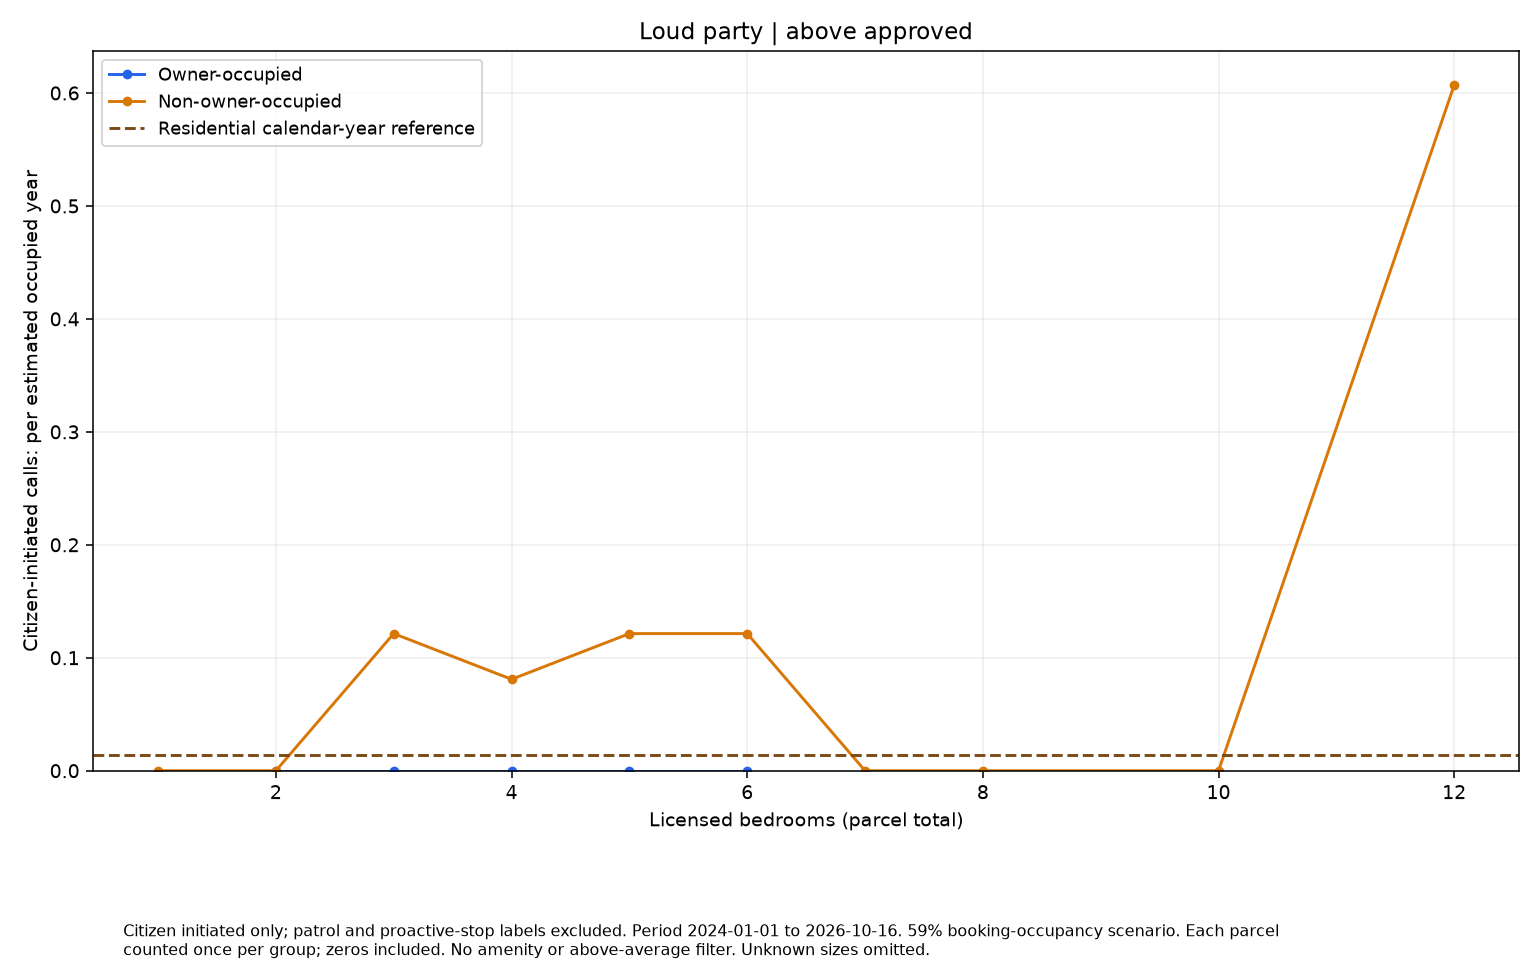 Loud party | above approved
Owner-occupied
Non-owner-occupied
Residential calendar-year reference
Citizen-initiated calls: per estimated occupied year
0.6
0.5
0.4
0.3
0.2
0.1
0.0
2 4 6 8 10 12
Licensed bedrooms (parcel total)
Citizen initiated only; patrol and proactive-stop labels excluded. Period 2024-01-01 to 2026-10-16. 59% booking-occupancy scenario. Each parcel
counted once per group; zeros included. No amenity or above-average filter. Unknown sizes omitted.